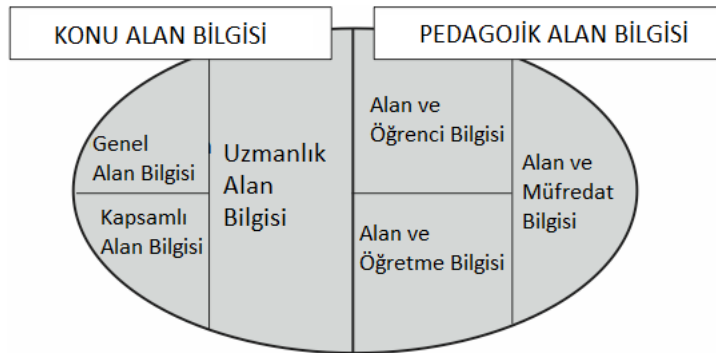 KONU ALAN BİLGİSİ
PEDAGOJİK ALAN BİLGİSİ
Genel
Alan Bilgisi
Kapsamlı
Alan Bilgisi
Uzmanlık
Alan
Bilgisi
Alan ve
Öğrenci Bilgisi
Alan ve
Öğretme Bilgisi
Alan ve
Müfredat
Bilgisi